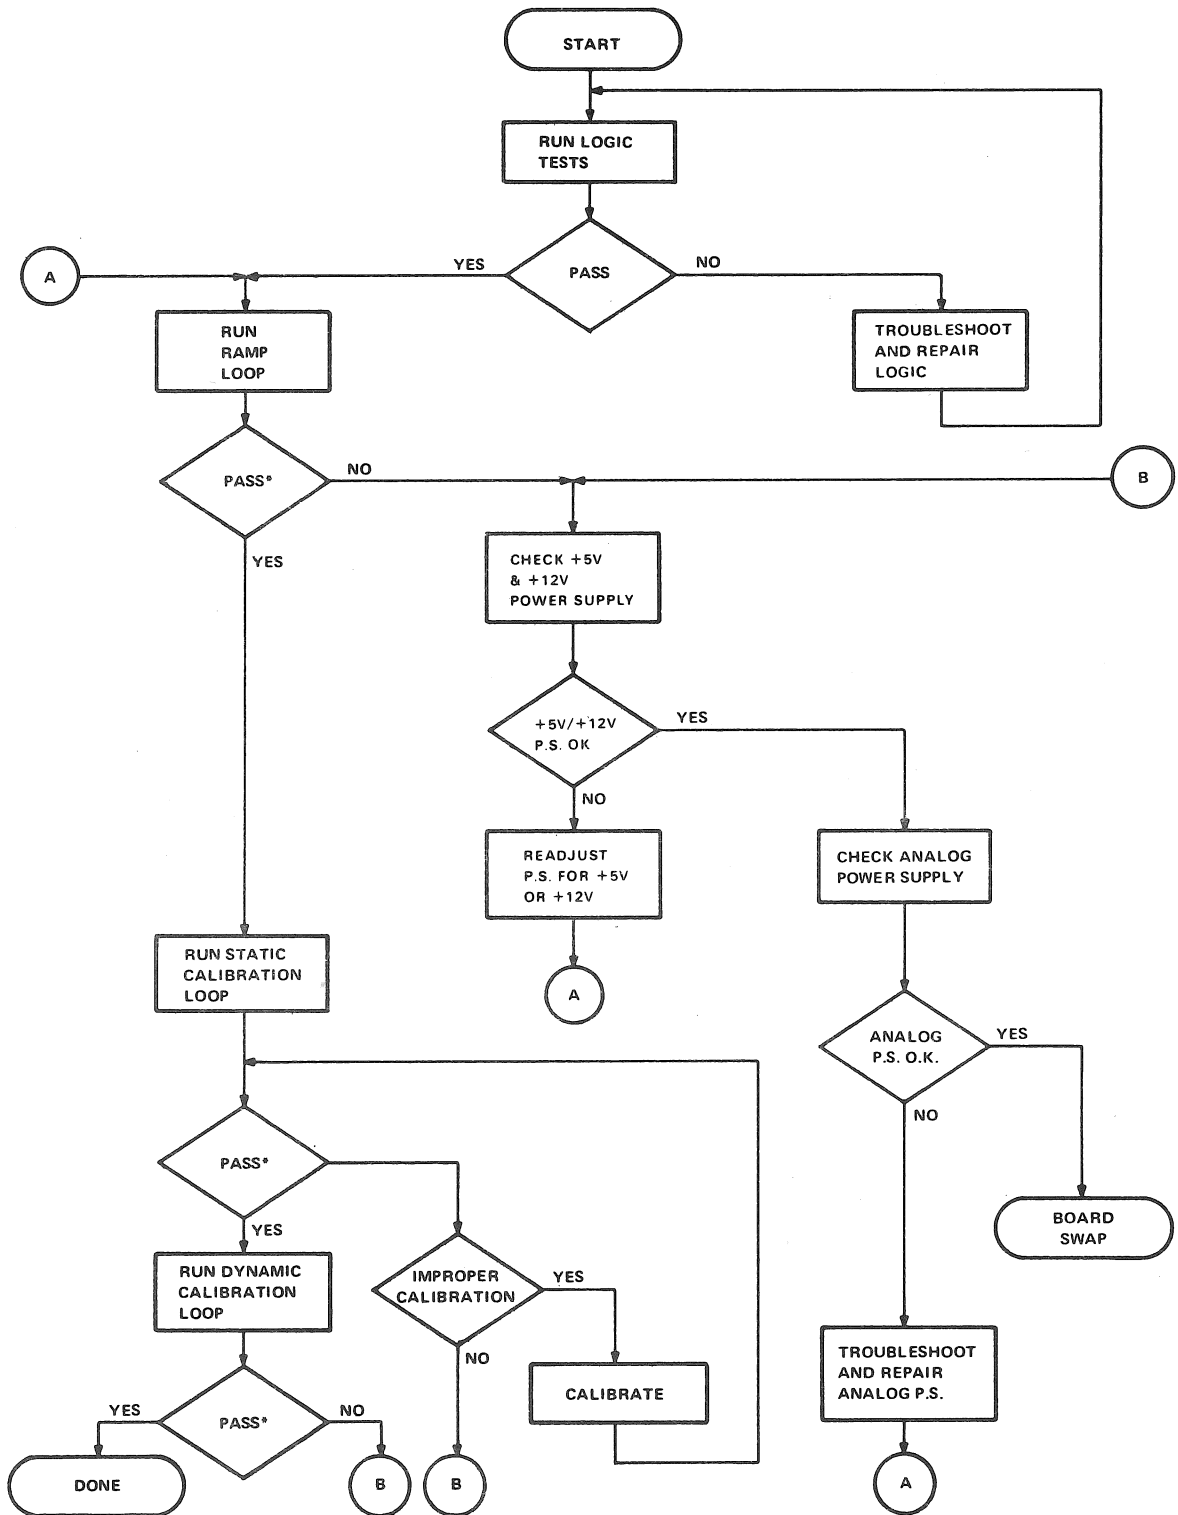 START
RUN LOGIC
TESTS
YES
PASS
NO
A
RUN
RAMP
LOOP
TROUBLESHOOT
AND REPAIR
LOGIC
PASS*
NO
B
YES
CHECK +5V
& +12V
POWER SUPPLY
+5V/+12V
P.S. OK
YES
NO
READJUST
P.S. FOR +5V
OR +12V
CHECK ANALOG
POWER SUPPLY
RUN STATIC
CALIBRATION
LOOP
A
ANALOG
P.S. O.K.
YES
NO
PASS*
YES
BOARD
SWAP
RUN DYNAMIC
CALIBRATION
LOOP
IMPROPER
CALIBRATION
YES
NO
CALIBRATE
TROUBLESHOOT
AND REPAIR
ANALOG P.S.
YES
PASS*
NO
DONE
B
B
A